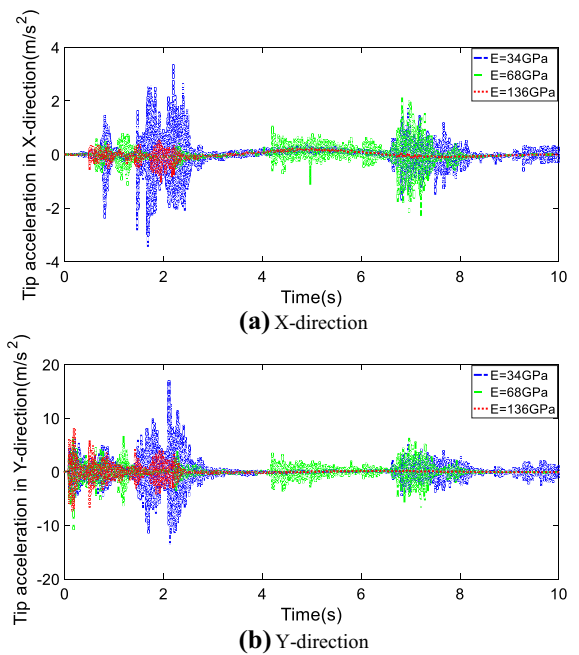 4
2
0
-2
-4
Tip acceleration in X-direction(m/s²)
E=34GPa
E=68GPa
E=136GPa
0 2 4 6 8 10
Time(s)
(a) X-direction
20
10
0
-10
-20
Tip acceleration in Y-direction(m/s²)
E=34GPa
E=68GPa
E=136GPa
0 2 4 6 8 10
Time(s)
(b) Y-direction